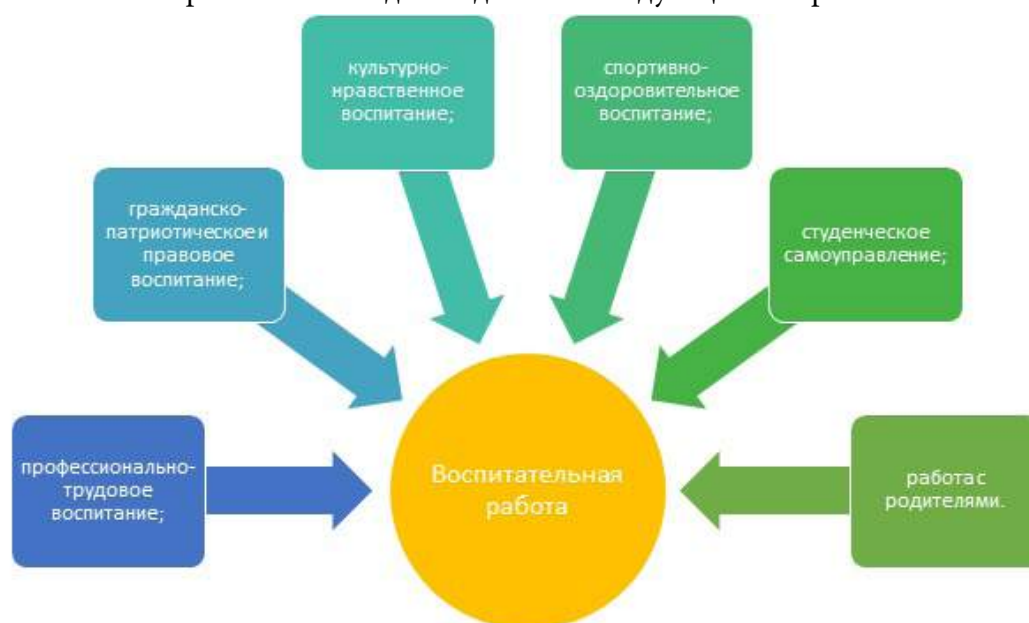 культурно-
нравственное
воспитание;
спортивно-
оздоровительное
воспитание;
гражданско-
патриотическое и
правовое
воспитание;
студенческое
самоуправление;
профессионально-
трудовое
воспитание;
Воспитательная
работа
работа с
родителями.